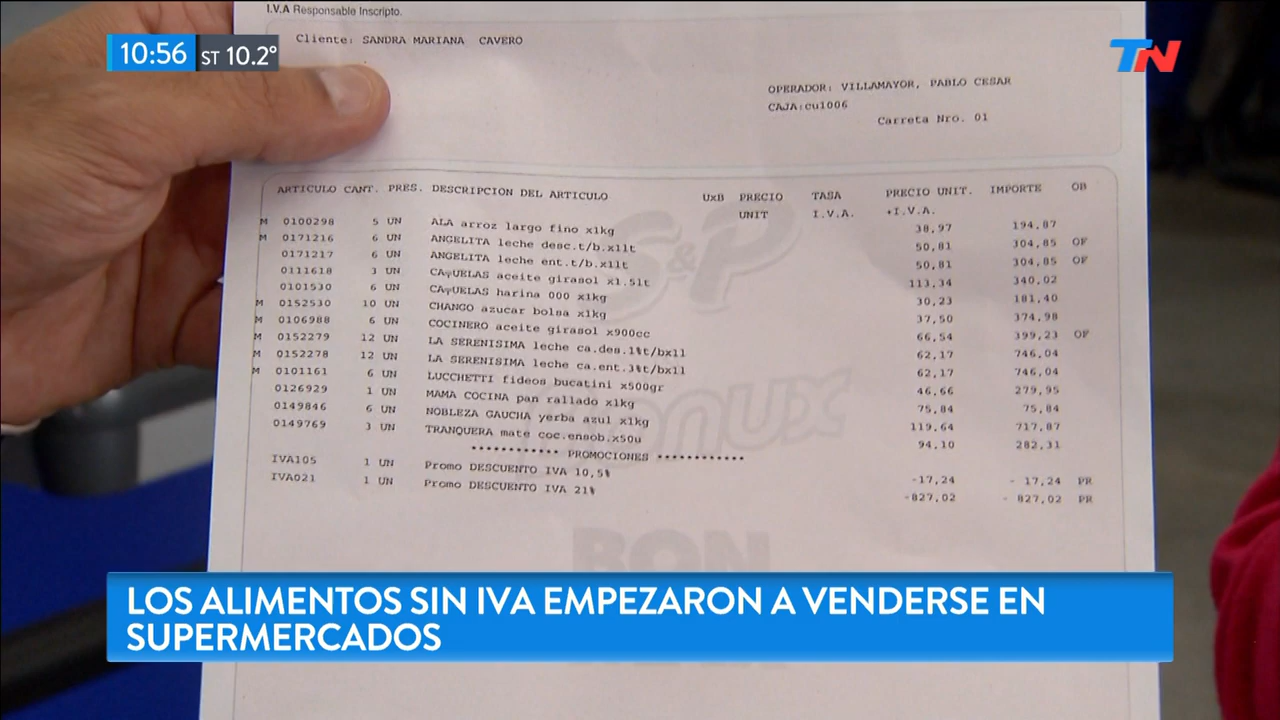 I.V.A Responsable Inscripto.
Cliente: SANDRA MARIANA CAVERO
10:56 ST 10.2°
TN
OPERADOR: VILLAMAYOR, PABLO CESAR
CAJA:cu1006
Carreta Nro. 01
ARTICULO CANT. PRES. DESCRIPCION DEL ARTICULO UxB PRECIO UNIT TASA I.V.A. PRECIO UNIT. +I.V.A. IMPORTE OB
M 0100298 5 UN ALA arroz largo fino x1kg 38,97 194,87
M 0171216 6 UN ANGELITA leche desc.t/b.x1lt 50,81 304,85 OF
0171217 6 UN ANGELITA leche ent.t/b.x1lt 50,81 304,85 OF
0111618 3 UN CAÑUELAS aceite girasol x1.5lt 113,34 340,02
0101530 6 UN CAÑUELAS harina 000 x1kg 30,23 181,40
M 0152530 10 UN CHANGO azucar bolsa x1kg 37,50 374,98
M 0106988 6 UN COCINERO aceite girasol x900cc 66,54 399,23 OF
M 0152279 12 UN LA SERENISIMA leche ca.des.1%t/bx1l 62,17 746,04
M 0152278 12 UN LA SERENISIMA leche ca.ent.3%t/bx1l 62,17 746,04
M 0101161 6 UN LUCCHETTI fideos bucatini x500gr 46,66 279,95
0126929 1 UN MAMA COCINA pan rallado x1kg 75,84 75,84
0149846 6 UN NOBLEZA GAUCHA yerba azul x1kg 119,64 717,87
0149769 3 UN TRANQUERA mate coc.ensob.x50u 94,10 282,31
************ PROMOCIONES ************
IVA105 1 UN Promo DESCUENTO IVA 10,5% -17,24 - 17,24 PR
IVA021 1 UN Promo DESCUENTO IVA 21% -827,02 - 827,02 PR
S&P
BON
LOS ALIMENTOS SIN IVA EMPEZARON A VENDERSE EN
SUPERMERCADOS